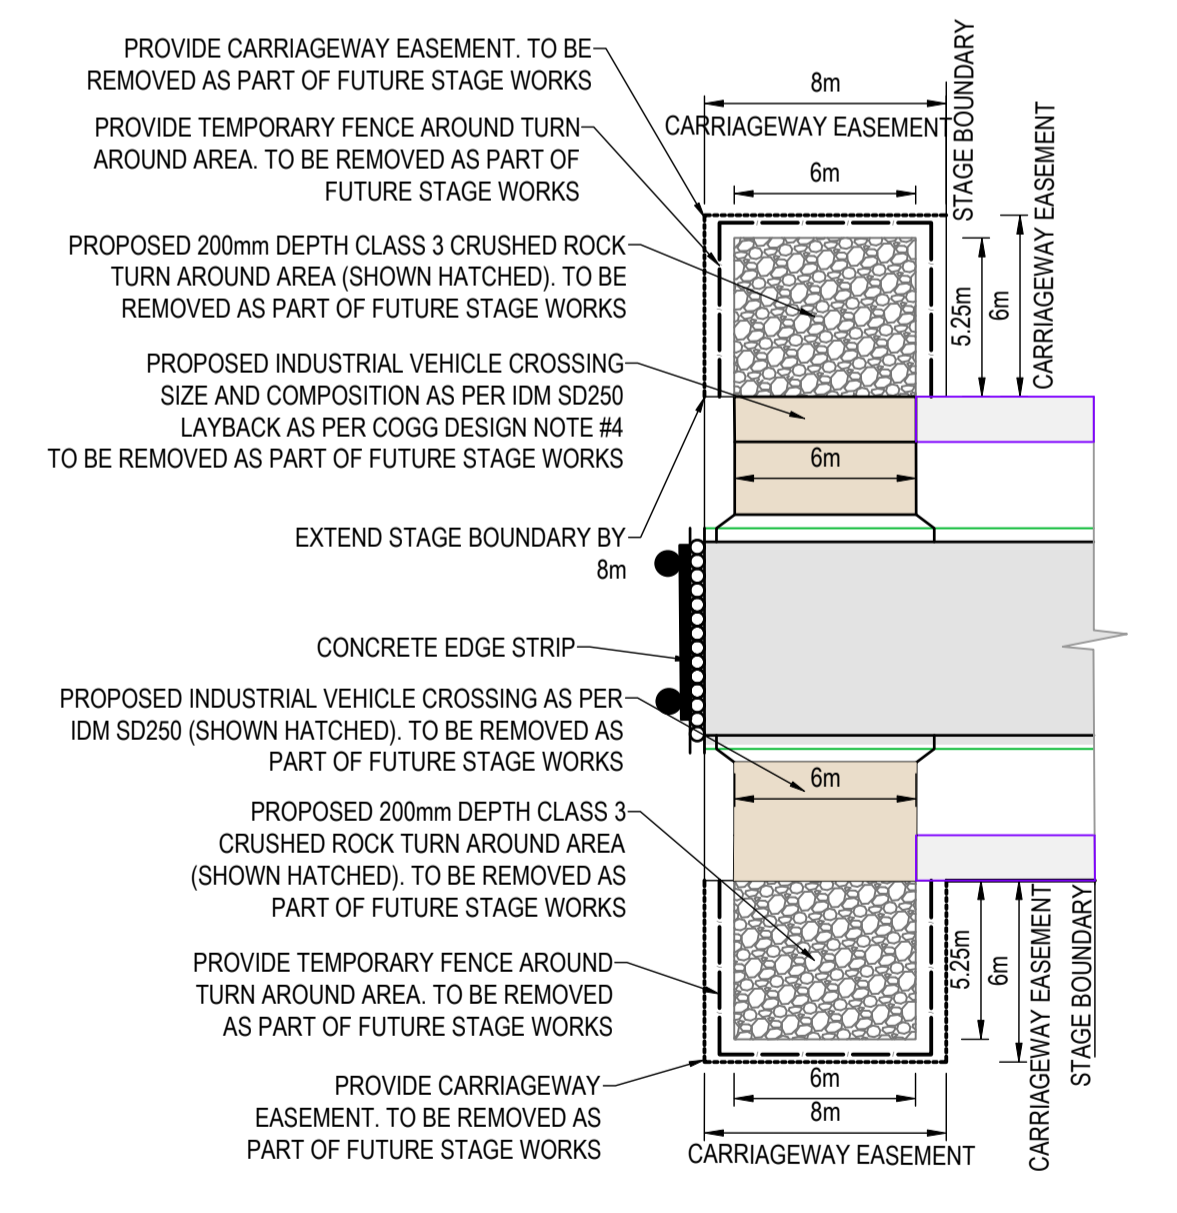 PROVIDE CARRIAGEWAY EASEMENT. TO BE
REMOVED AS PART OF FUTURE STAGE WORKS
PROVIDE TEMPORARY FENCE AROUND TURN
AROUND AREA. TO BE REMOVED AS PART OF
FUTURE STAGE WORKS
PROPOSED 200mm DEPTH CLASS 3 CRUSHED ROCK
TURN AROUND AREA (SHOWN HATCHED). TO BE
REMOVED AS PART OF FUTURE STAGE WORKS
PROPOSED INDUSTRIAL VEHICLE CROSSING
SIZE AND COMPOSITION AS PER IDM SD250
LAYBACK AS PER COGG DESIGN NOTE #4
TO BE REMOVED AS PART OF FUTURE STAGE WORKS
EXTEND STAGE BOUNDARY BY
8m
CONCRETE EDGE STRIP
PROPOSED INDUSTRIAL VEHICLE CROSSING AS PER
IDM SD250 (SHOWN HATCHED). TO BE REMOVED AS
PART OF FUTURE STAGE WORKS
PROPOSED 200mm DEPTH CLASS 3
CRUSHED ROCK TURN AROUND AREA
(SHOWN HATCHED). TO BE REMOVED AS
PART OF FUTURE STAGE WORKS
PROVIDE TEMPORARY FENCE AROUND
TURN AROUND AREA. TO BE REMOVED
AS PART OF FUTURE STAGE WORKS
PROVIDE CARRIAGEWAY
EASEMENT. TO BE REMOVED AS
PART OF FUTURE STAGE WORKS
8m
CARRIAGEWAY EASEMENT
6m
STAGE BOUNDARY
5.25m
6m
CARRIAGEWAY EASEMENT
6m
6m
5.25m
6m
CARRIAGEWAY EASEMENT
STAGE BOUNDARY
6m
8m
CARRIAGEWAY EASEMENT